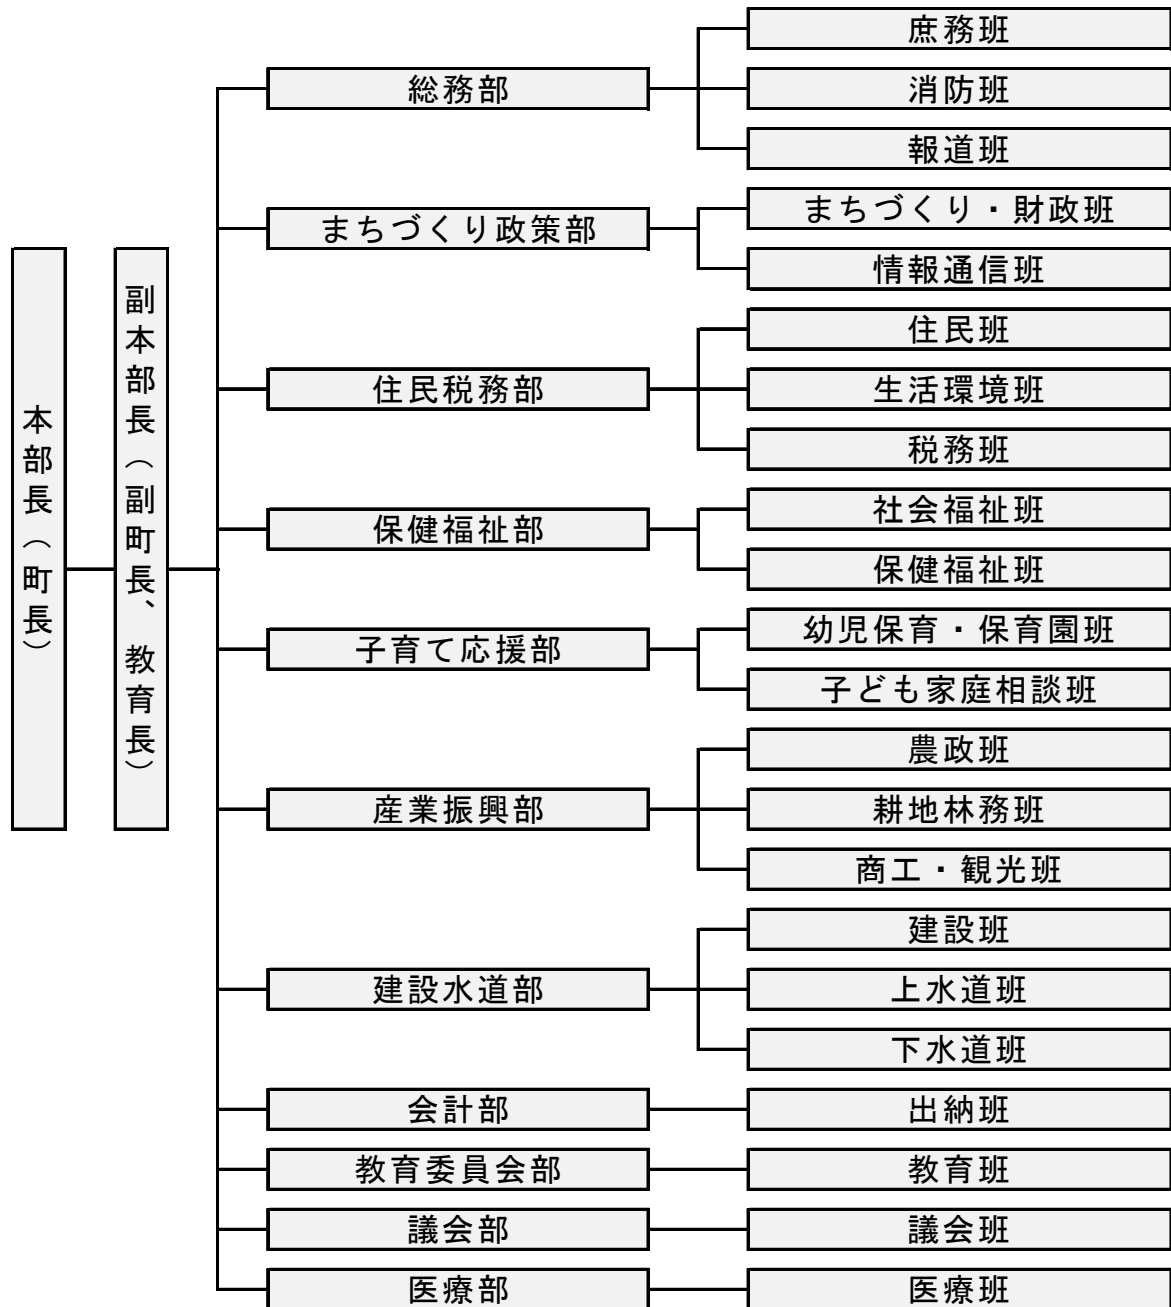 本部長（町長）
副本部長（副町長、教育長）
総務部
庶務班
消防班
報道班
まちづくり政策部
まちづくり・財政班
情報通信班
住民税務部
住民班
生活環境班
税務班
保健福祉部
社会福祉班
保健福祉班
子育て応援部
幼児保育・保育園班
子ども家庭相談班
産業振興部
農政班
耕地林務班
商工・観光班
建設水道部
建設班
上水道班
下水道班
会計部
出納班
教育委員会部
教育班
議会部
議会班
医療部
医療班